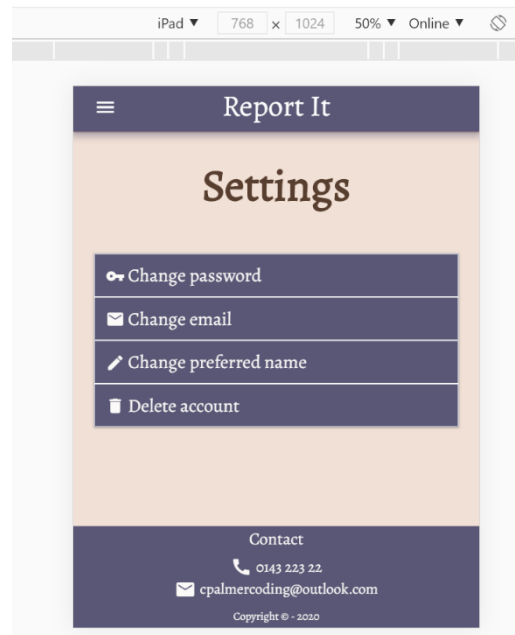 iPad ▼ 768 x 1024 50% ▼ Online ▼
Report It
Settings
Change password
Change email
Change preferred name
Delete account
Contact
0143 223 22
cpalmercoding@outlook.com
Copyright © - 2020